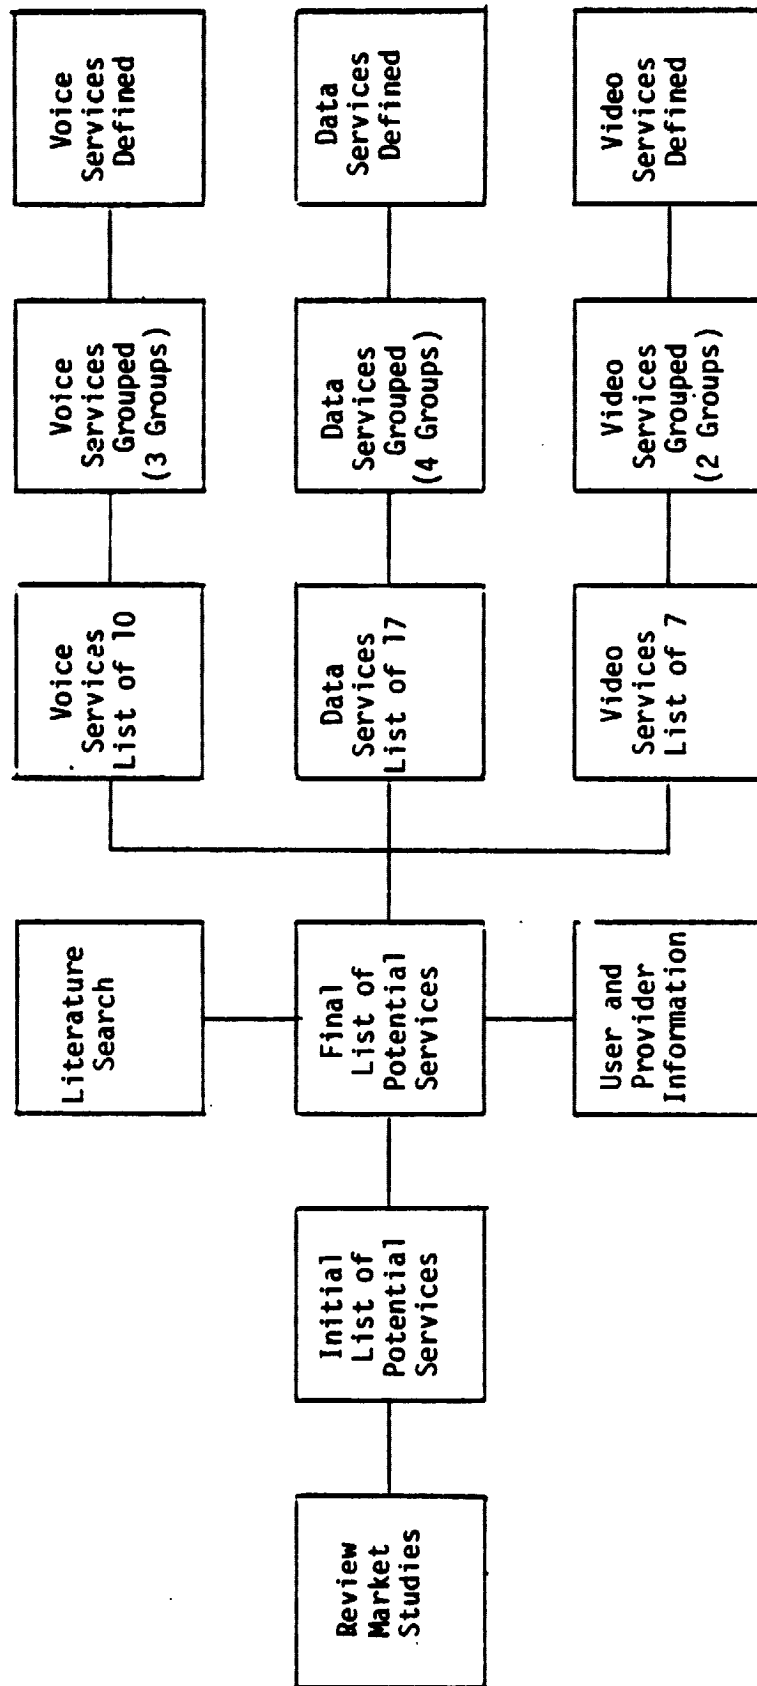 Review
Market
Studies
Initial
List of
Potential
Services
Literature
Search
Final
List of
Potential
Services
User and
Provider
Information
Voice
Services
List of 10
Data
Services
List of 17
Video
Services
List of 7
Voice
Services
Grouped
(3 Groups)
Data
Services
Grouped
(4 Groups)
Video
Services
Grouped
(2 Groups)
Voice
Services
Defined
Data
Services
Defined
Video
Services
Defined